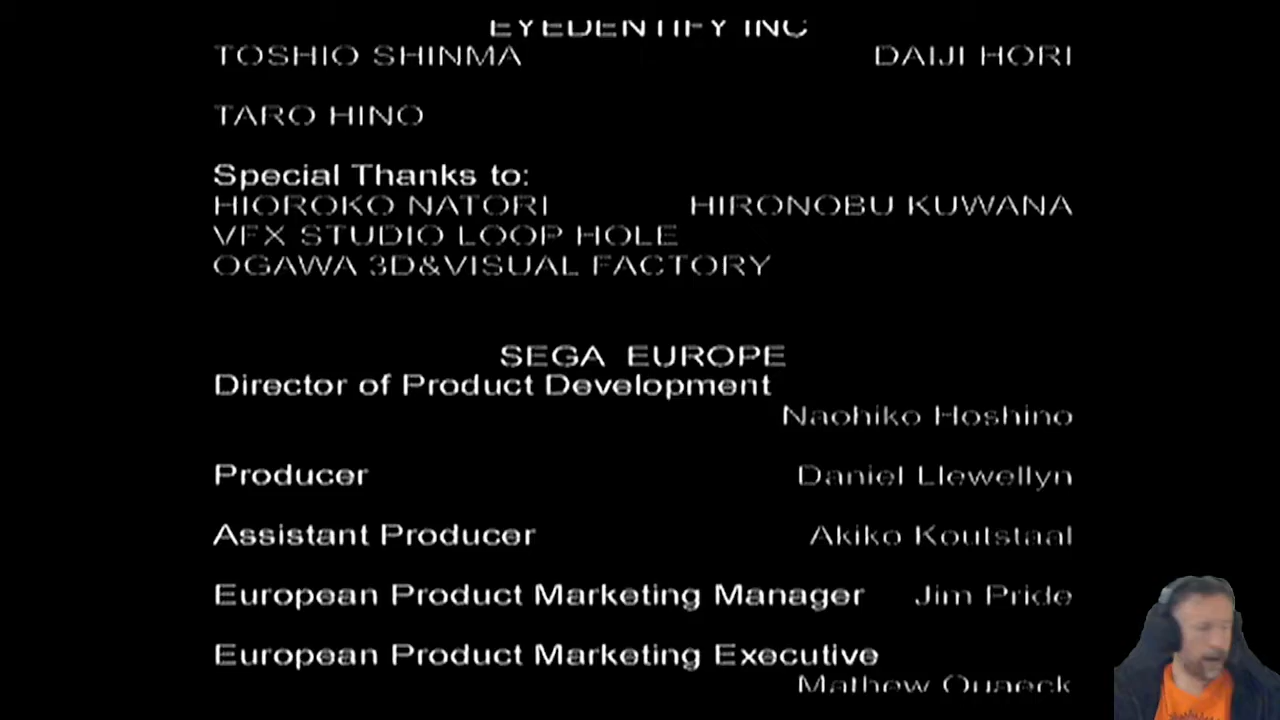 EYEDENTIFY INC
TOSHIO SHINMA DAIJI HORI
TARO HINO
Special Thanks to:
HIOROKO NATORI HIRONOBU KUWANA
VFX STUDIO LOOP HOLE
OGAWA 3D&VISUAL FACTORY
SEGA EUROPE
Director of Product Development
Naohiko Hoshino
Producer Daniel Llewellyn
Assistant Producer Akiko Koutstaal
European Product Marketing Manager Jim Pride
European Product Marketing Executive
Mathew Quaeck